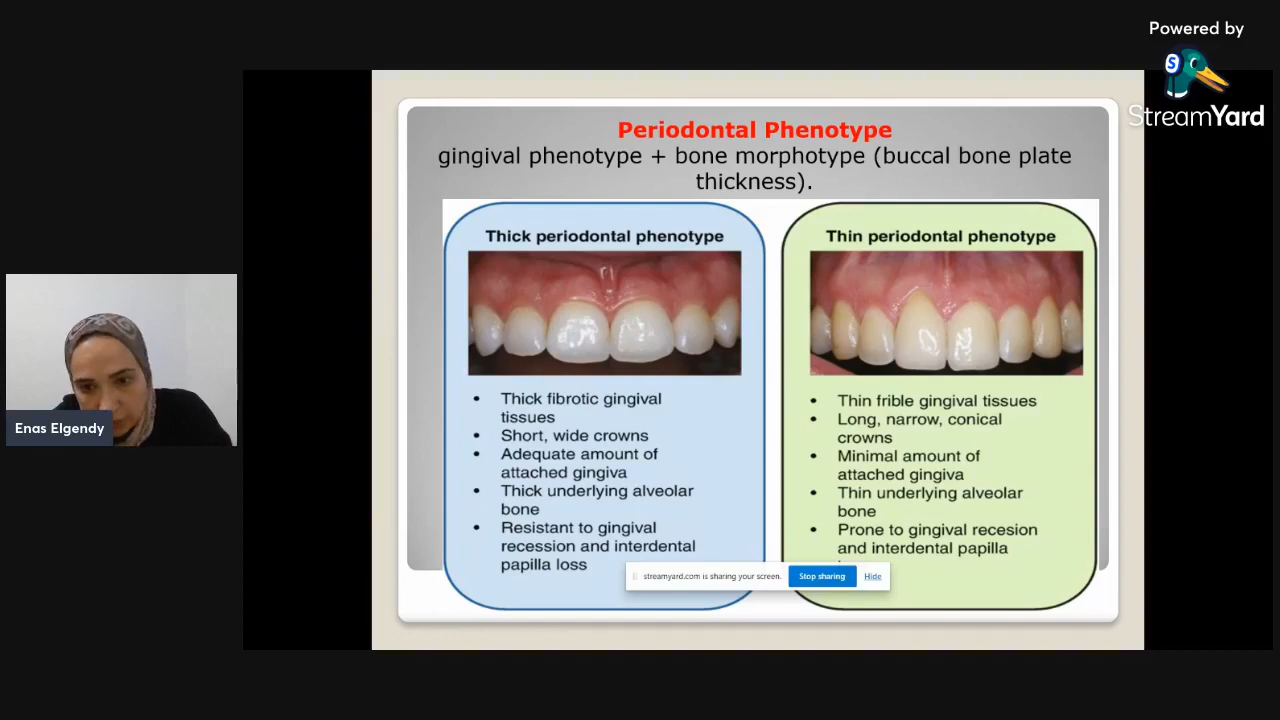 Powered by
StreamYard
Periodontal Phenotype
gingival phenotype + bone morphotype (buccal bone plate
thickness).
Thick periodontal phenotype
• Thick fibrotic gingival
tissues
• Short, wide crowns
• Adequate amount of
attached gingiva
• Thick underlying alveolar
bone
• Resistant to gingival
recession and interdental
papilla loss
Thin periodontal phenotype
• Thin frible gingival tissues
• Long, narrow, conical
crowns
• Minimal amount of
attached gingiva
• Thin underlying alveolar
bone
• Prone to gingival recesion
and interdental papilla
streamyard.com is sharing your screen.
Stop sharing
Hide
Enas Elgendy